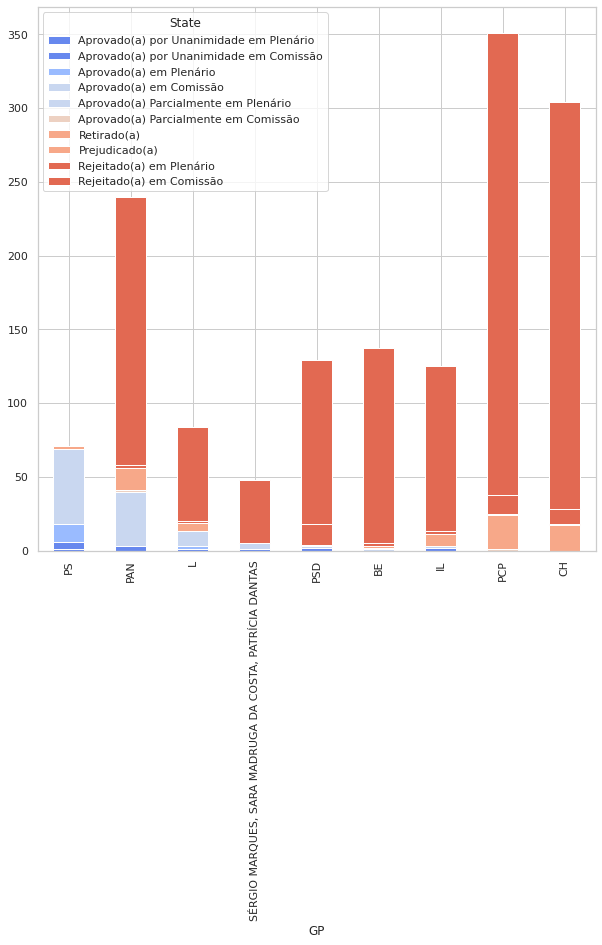 State
Aprovado(a) por Unanimidade em Plenário
Aprovado(a) por Unanimidade em Comissão
Aprovado(a) em Plenário
Aprovado(a) em Comissão
Aprovado(a) Parcialmente em Plenário
Aprovado(a) Parcialmente em Comissão
Retirado(a)
Prejudicado(a)
Rejeitado(a) em Plenário
Rejeitado(a) em Comissão
350
300
250
200
150
100
50
0
PS
PAN
L
SÉRGIO MARQUES, SARA MADRUGA DA COSTA, PATRÍCIA DANTAS
PSD
BE
IL
PCP
CH
GP